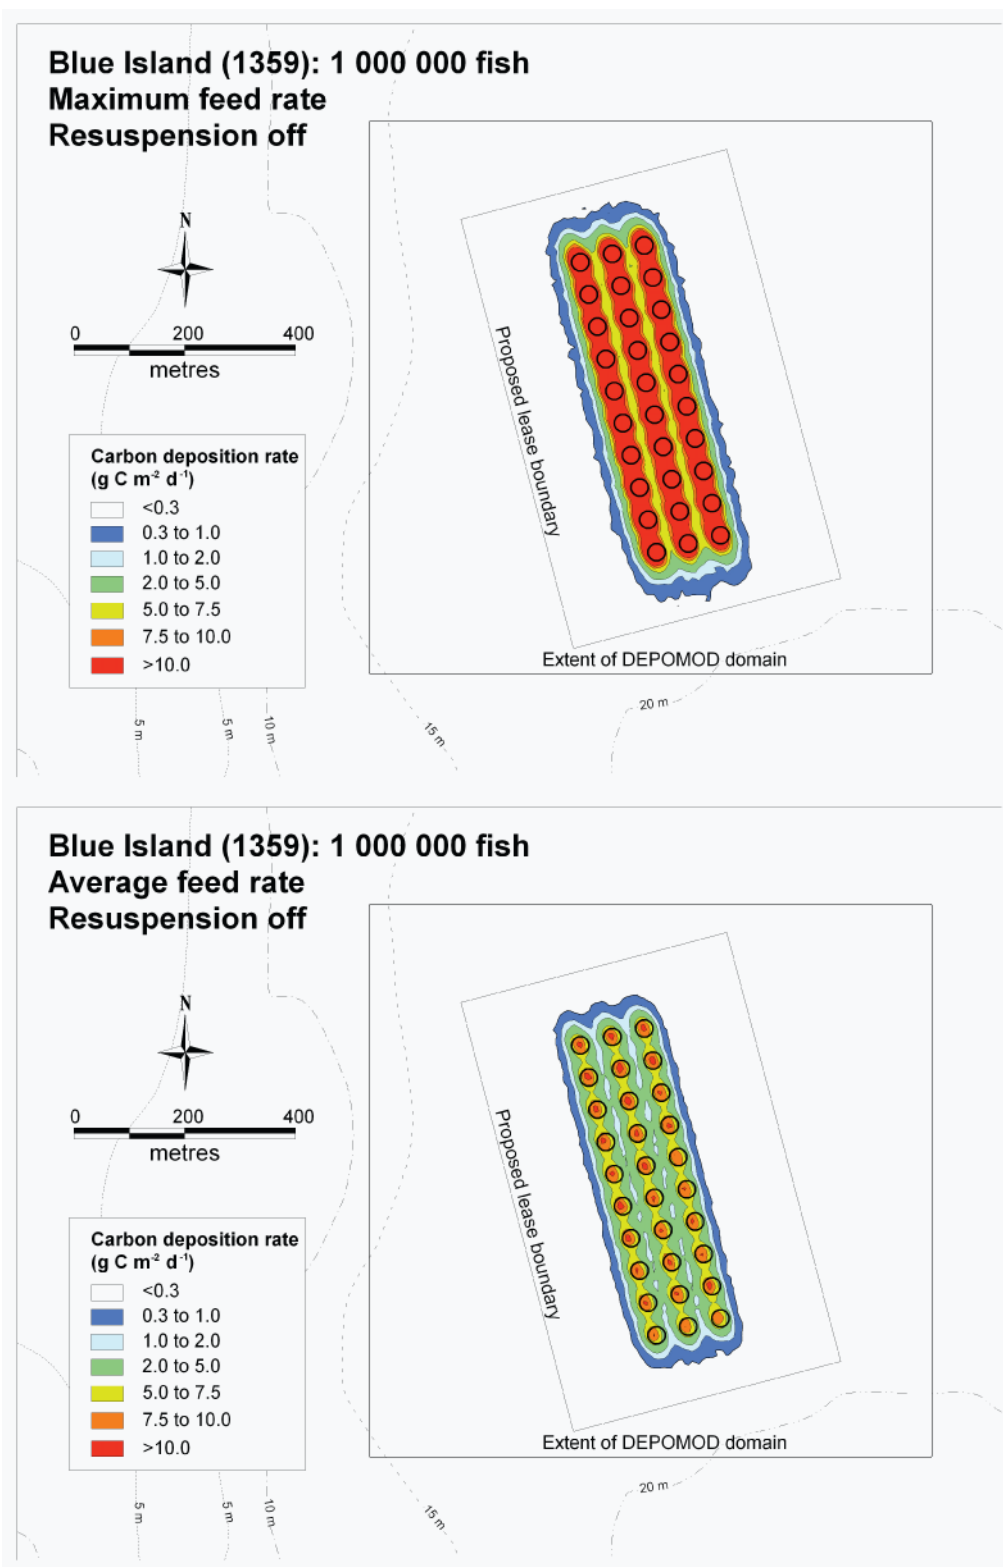 Blue Island (1359): 1 000 000 fish
Maximum feed rate
Resuspension off
N
0 200 400
metres
Proposed lease boundary
Carbon deposition rate
(g C m⁻² d⁻¹)
<0.3
0.3 to 1.0
1.0 to 2.0
2.0 to 5.0
5.0 to 7.5
7.5 to 10.0
>10.0
Extent of DEPOMOD domain
5 m
5 m
10 m
15 m
20 m
Blue Island (1359): 1 000 000 fish
Average feed rate
Resuspension off
N
0 200 400
metres
Proposed lease boundary
Carbon deposition rate
(g C m⁻² d⁻¹)
<0.3
0.3 to 1.0
1.0 to 2.0
2.0 to 5.0
5.0 to 7.5
7.5 to 10.0
>10.0
Extent of DEPOMOD domain
5 m
5 m
10 m
15 m
20 m